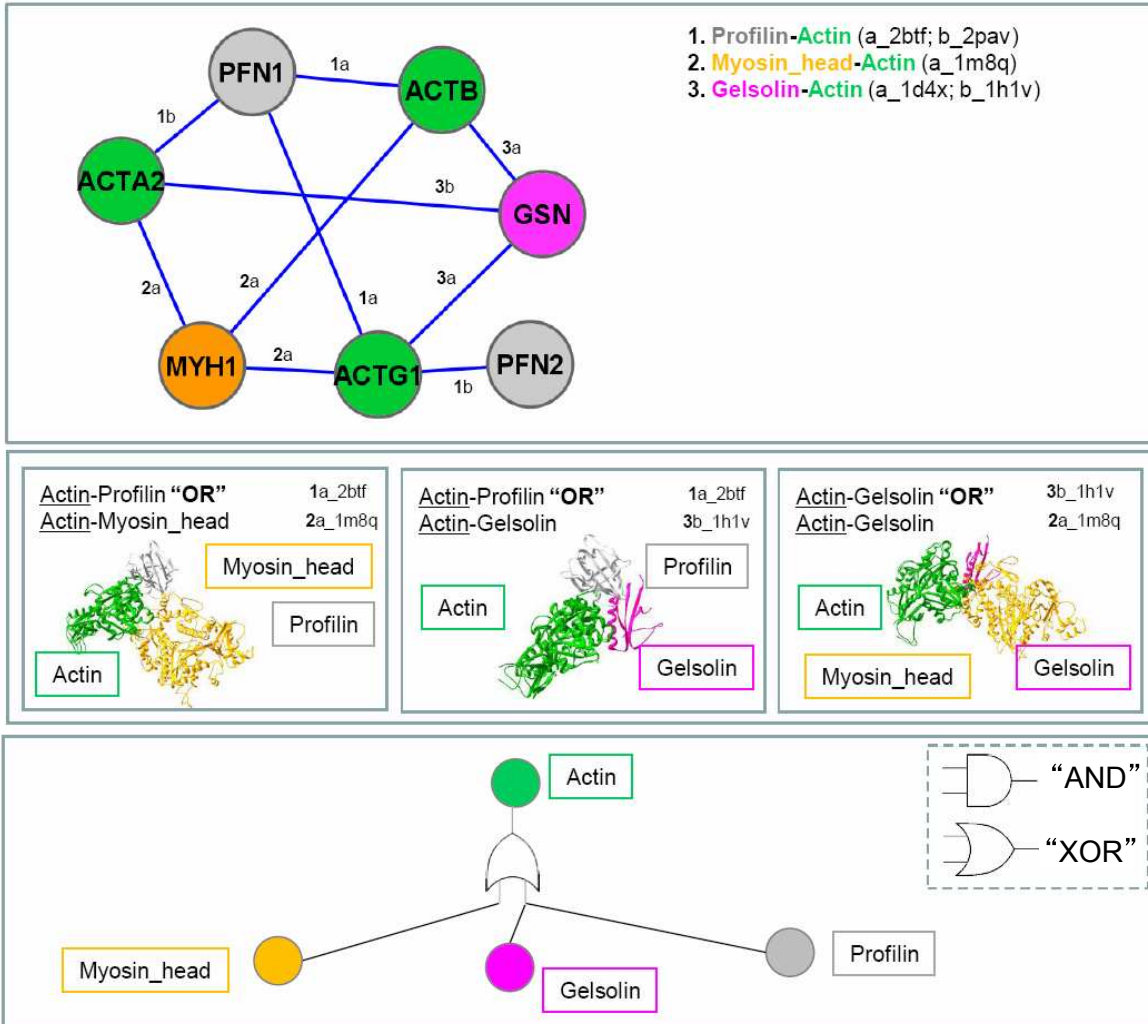 1. Profilin-Actin (a_2btf; b_2pav)
2. Myosin_head-Actin (a_1m8q)
3. Gelsolin-Actin (a_1d4x; b_1h1v)
PFN1
1a
ACTB
1b
3a
ACTA2
3b
GSN
2a
2a
1a
3a
MYH1
2a
ACTG1
1b
PFN2
Actin-Profilin “OR” 1a_2btf
Actin-Myosin_head 2a_1m8q
Myosin_head
Profilin
Actin
Actin-Profilin “OR” 1a_2btf
Actin-Gelsolin 3b_1h1v
Profilin
Actin
Gelsolin
Actin-Gelsolin “OR” 3b_1h1v
Actin-Gelsolin 2a_1m8q
Actin
Myosin_head
Gelsolin
Actin
“AND”
“XOR”
Myosin_head
Gelsolin
Profilin